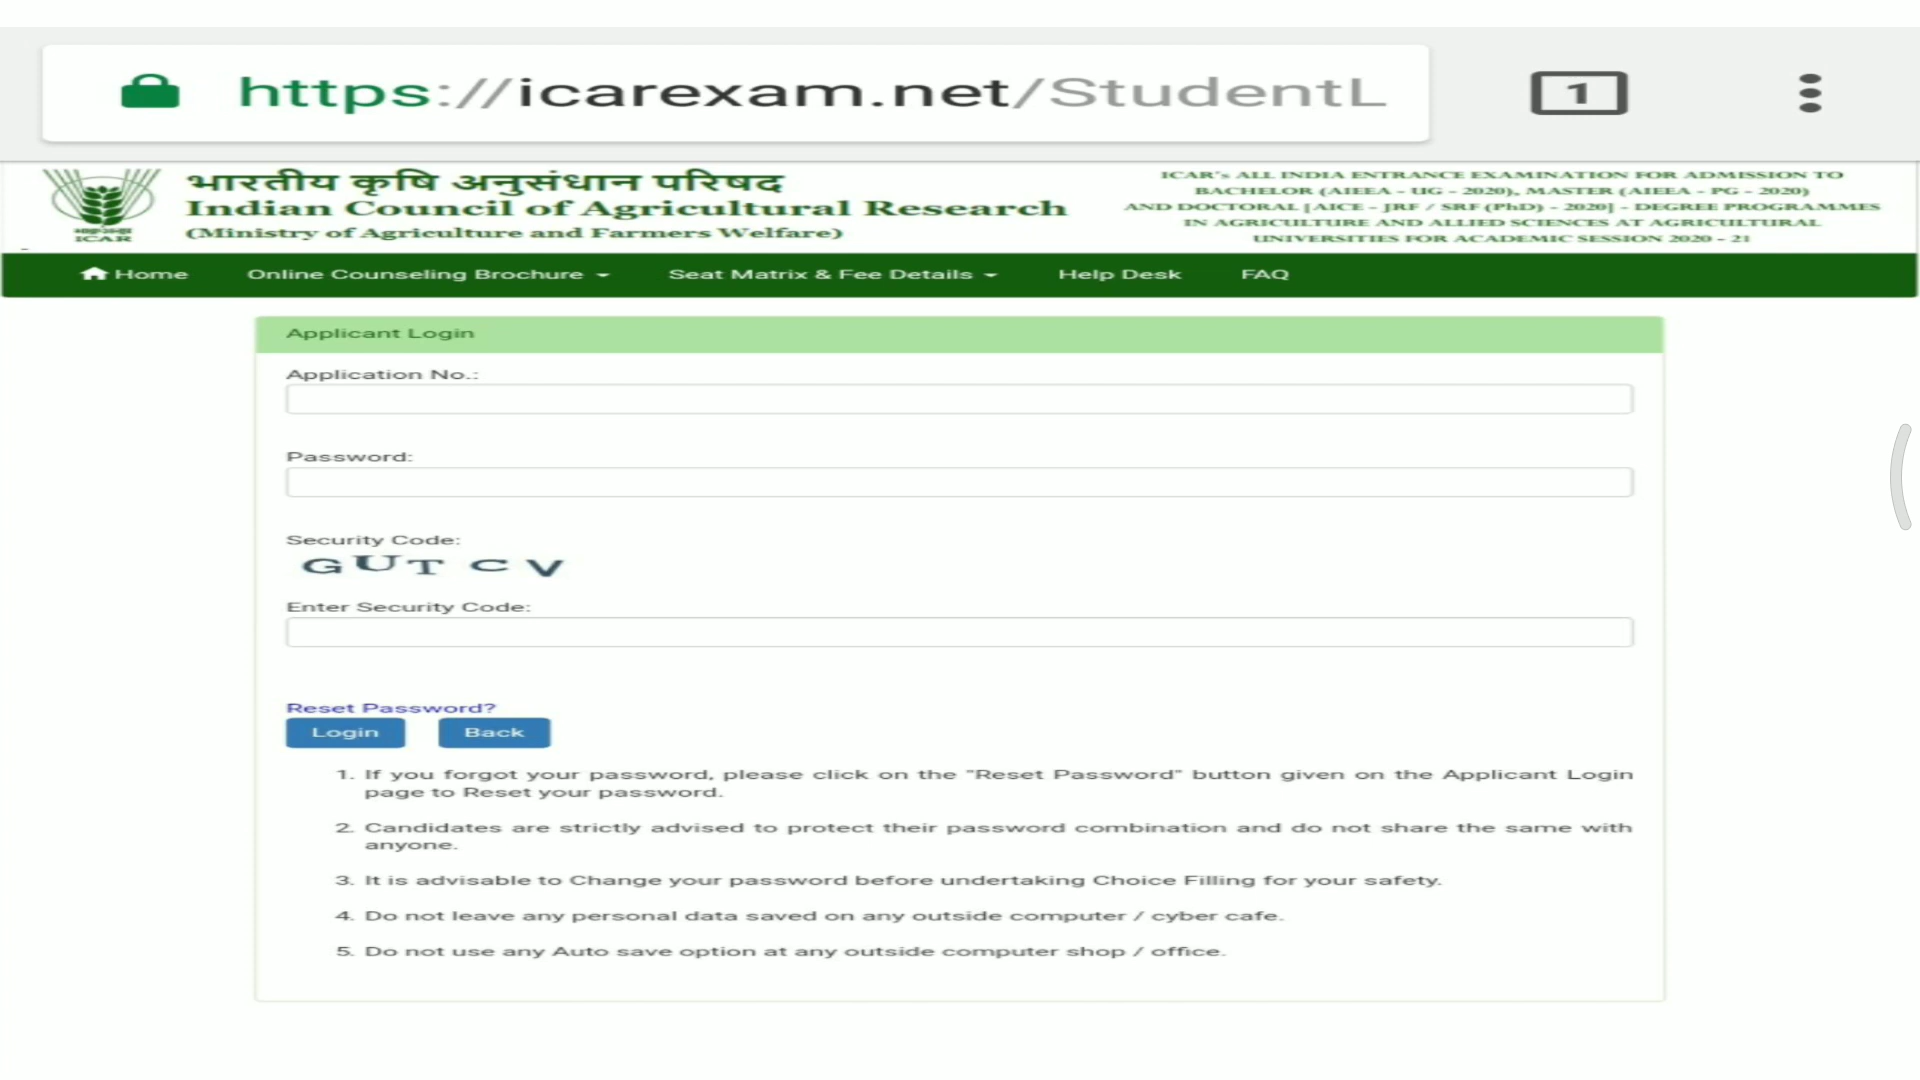 https://icarexam.net/StudentL
1
भारतीय कृषि अनुसंधान परिषद
Indian Council of Agricultural Research
(Ministry of Agriculture and Farmers Welfare)
ICAR
ICAR's ALL INDIA ENTRANCE EXAMINATION FOR ADMISSION TO
BACHELOR (AIEEA - UG - 2020), MASTER (AIEEA - PG - 2020)
AND DOCTORAL [AICE - JRF / SRF (PhD) - 2020] - DEGREE PROGRAMMES
IN AGRICULTURE AND ALLIED SCIENCES AT AGRICULTURAL
UNIVERSITIES FOR ACADEMIC SESSION 2020 - 21
Home Online Counseling Brochure Seat Matrix & Fee Details Help Desk FAQ
Applicant Login
Application No.:
Password:
Security Code:
G U T C V
Enter Security Code:
Reset Password?
Login Back
1. If you forgot your password, please click on the "Reset Password" button given on the Applicant Login
page to Reset your password.
2. Candidates are strictly advised to protect their password combination and do not share the same with
anyone.
3. It is advisable to Change your password before undertaking Choice Filling for your safety.
4. Do not leave any personal data saved on any outside computer / cyber cafe.
5. Do not use any Auto save option at any outside computer shop / office.